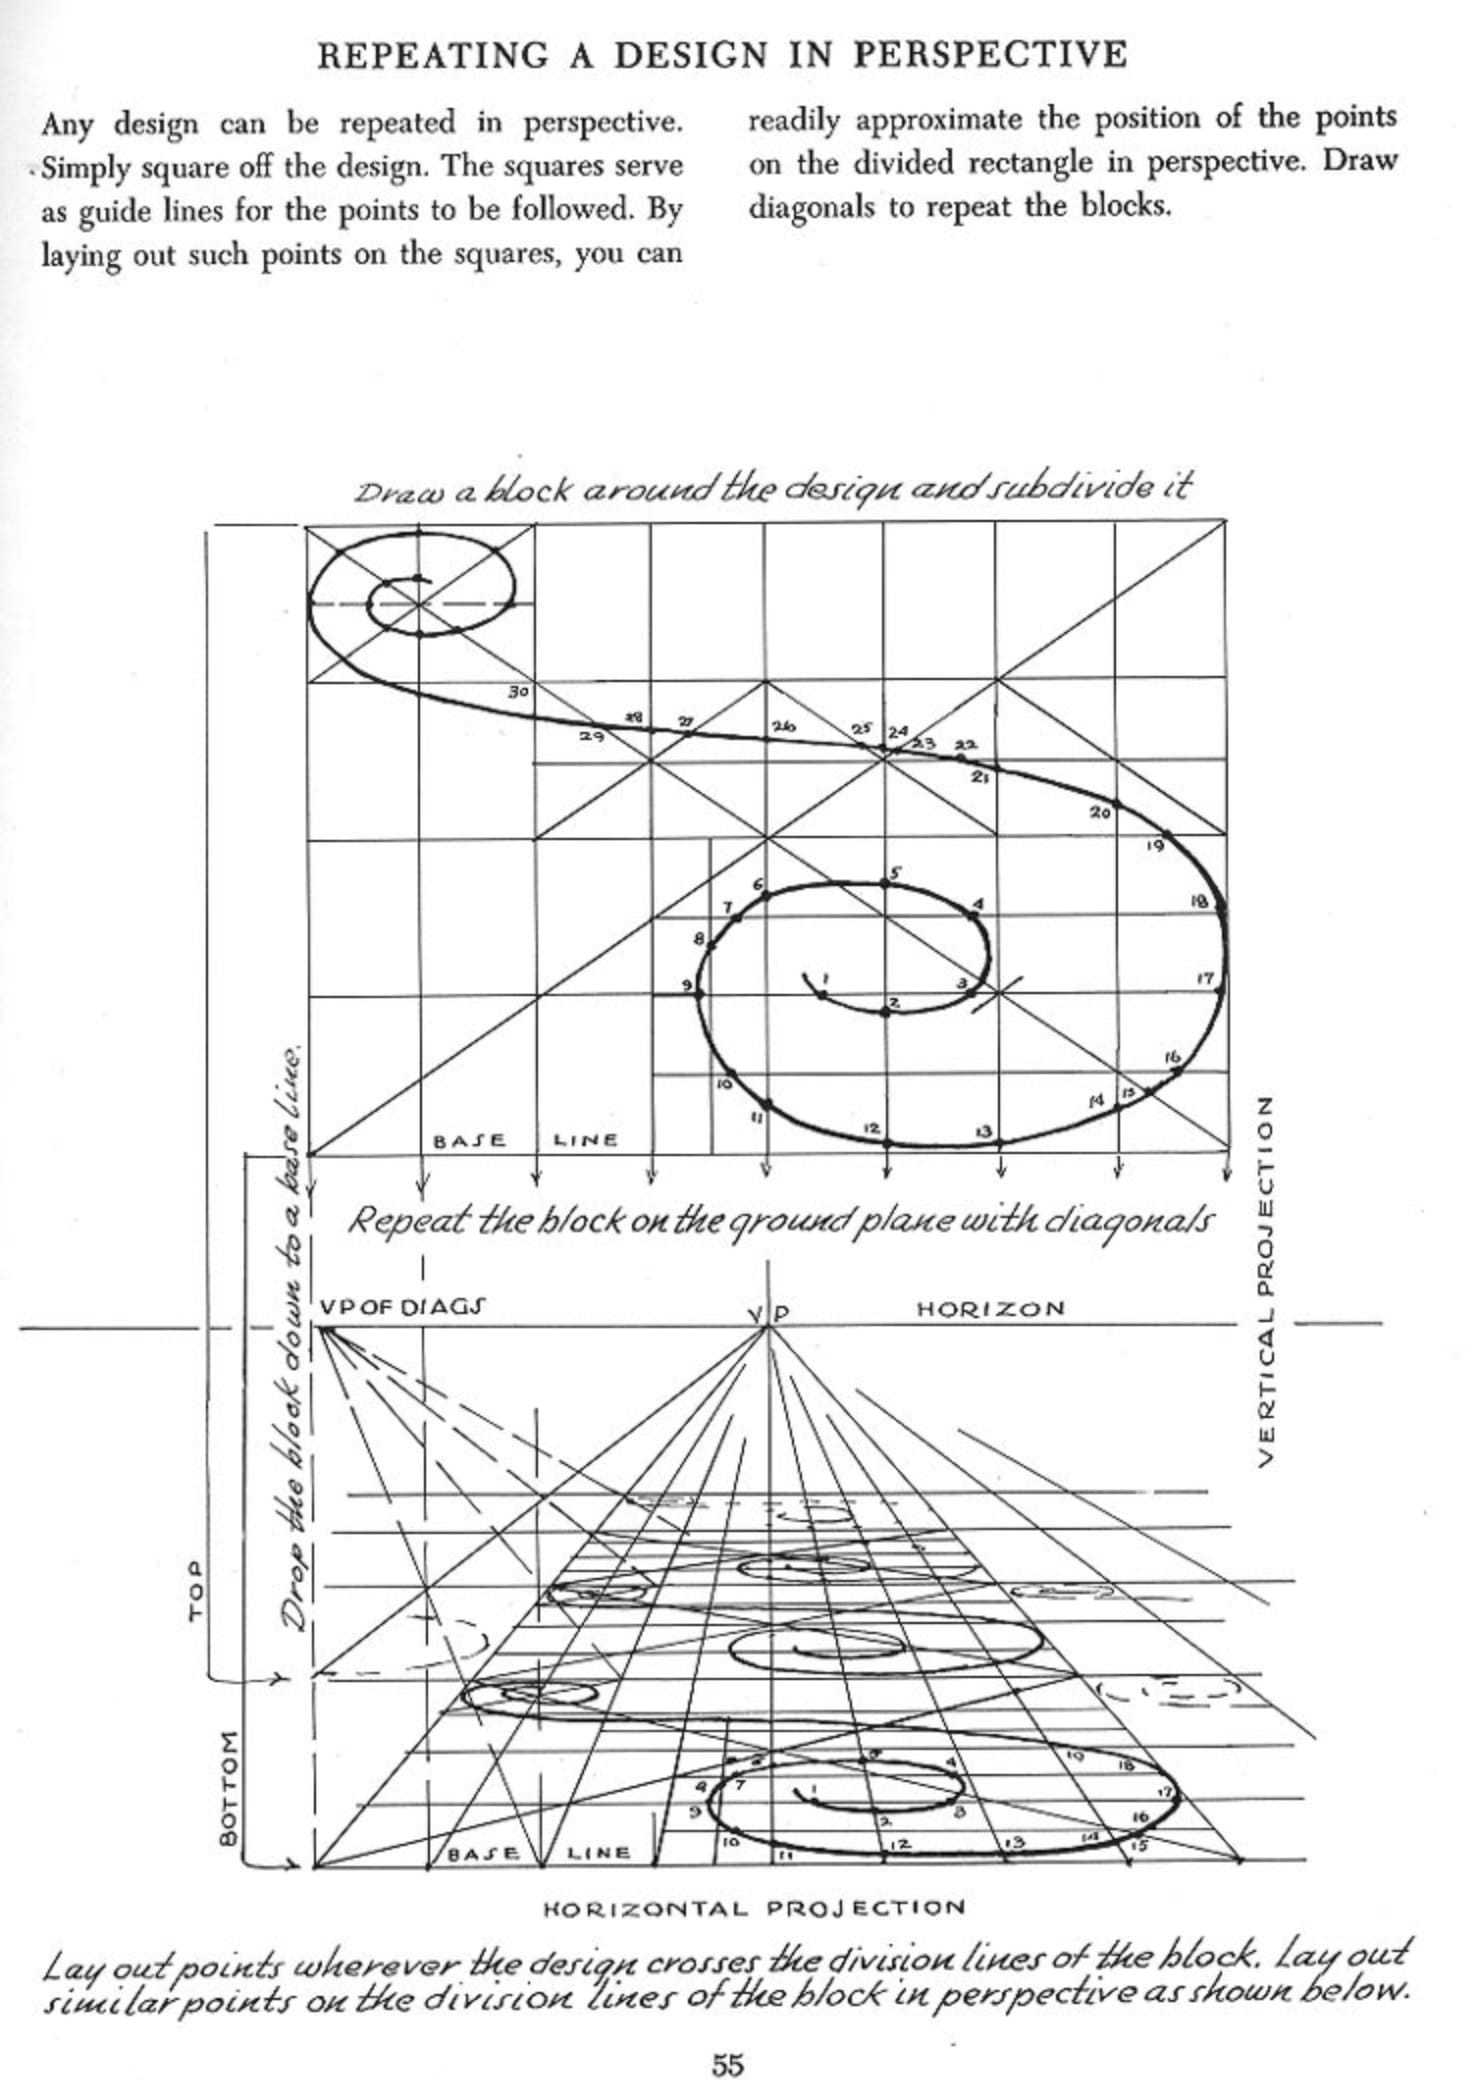 REPEATING A DESIGN IN PERSPECTIVE
Any design can be repeated in perspective.
Simply square off the design. The squares serve
as guide lines for the points to be followed. By
laying out such points on the squares, you can
readily approximate the position of the points
on the divided rectangle in perspective. Draw
diagonals to repeat the blocks.
Draw a block around the design and subdivide it
30
29
28
27
26
25
24
23
22
21
20
19
18
17
16
15
14
13
12
11
10
9
8
7
6
5
4
3
2
1
BASE LINE
Drop the block down to a base line.
VERTICAL PROJECTION
Repeat the block on the ground plane with diagonals
VP OF DIAGS
VP
HORIZON
TOP
BOTTOM
19
18
17
16
15
14
13
12
11
10
9
7
4
3
2
1
BASE LINE
HORIZONTAL PROJECTION
Lay out points wherever the design crosses the division lines of the block. Lay out
similar points on the division lines of the block in perspective as shown below.
55